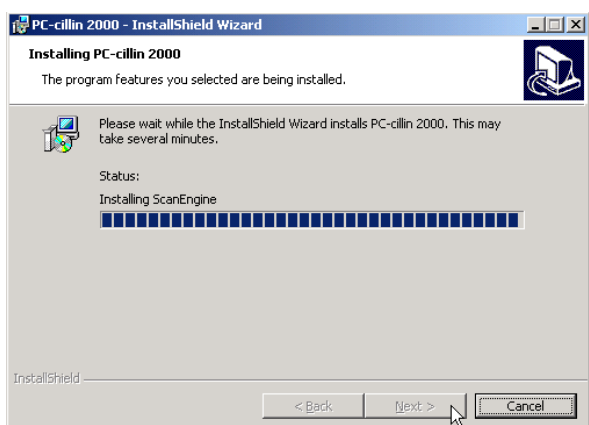 PC-cillin 2000 - InstallShield Wizard
Installing PC-cillin 2000
The program features you selected are being installed.
Please wait while the InstallShield Wizard installs PC-cillin 2000. This may
take several minutes.
Status:
Installing ScanEngine
InstallShield
< Back Next > Cancel